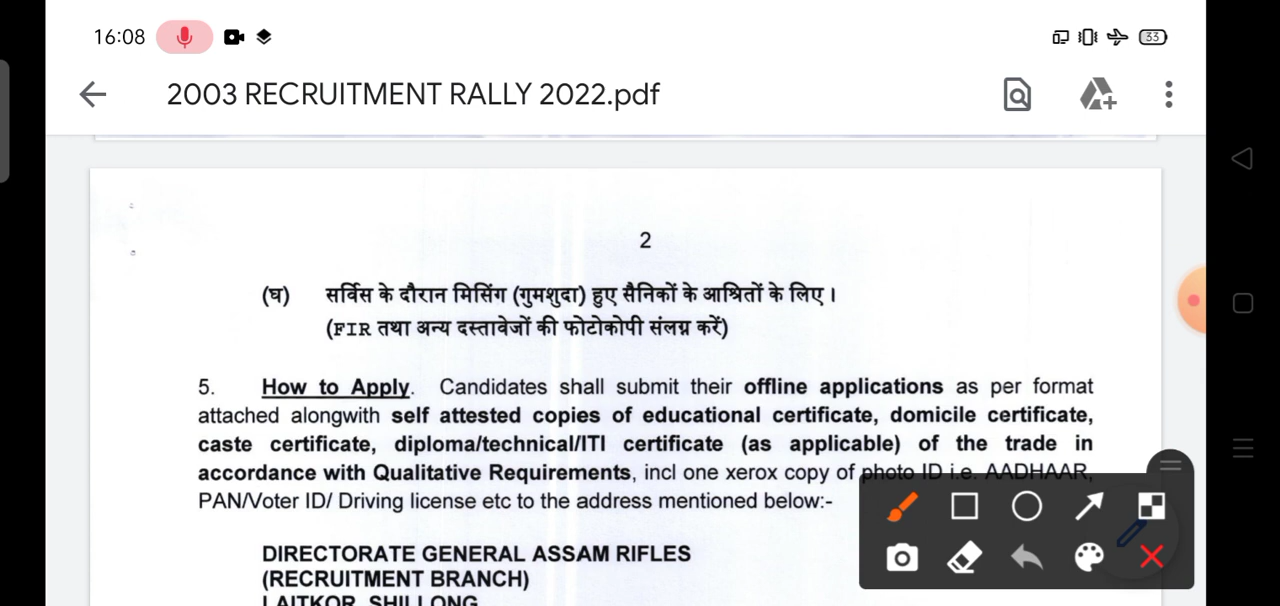 16:08
33
2003 RECRUITMENT RALLY 2022.pdf
2
(घ) सर्विस के दौरान मिसिंग (गुमशुदा) हुए सैनिकों के आश्रितों के लिए।
(FIR तथा अन्य दस्तावेजों की फोटोकोपी संलग्न करें)
5. How to Apply. Candidates shall submit their offline applications as per format
attached alongwith self attested copies of educational certificate, domicile certificate,
caste certificate, diploma/technical/ITI certificate (as applicable) of the trade in
accordance with Qualitative Requirements, incl one xerox copy of photo ID i.e. AADHAAR,
PAN/Voter ID/ Driving license etc to the address mentioned below:-
DIRECTORATE GENERAL ASSAM RIFLES
(RECRUITMENT BRANCH)
LAITKOR, SHILLONG